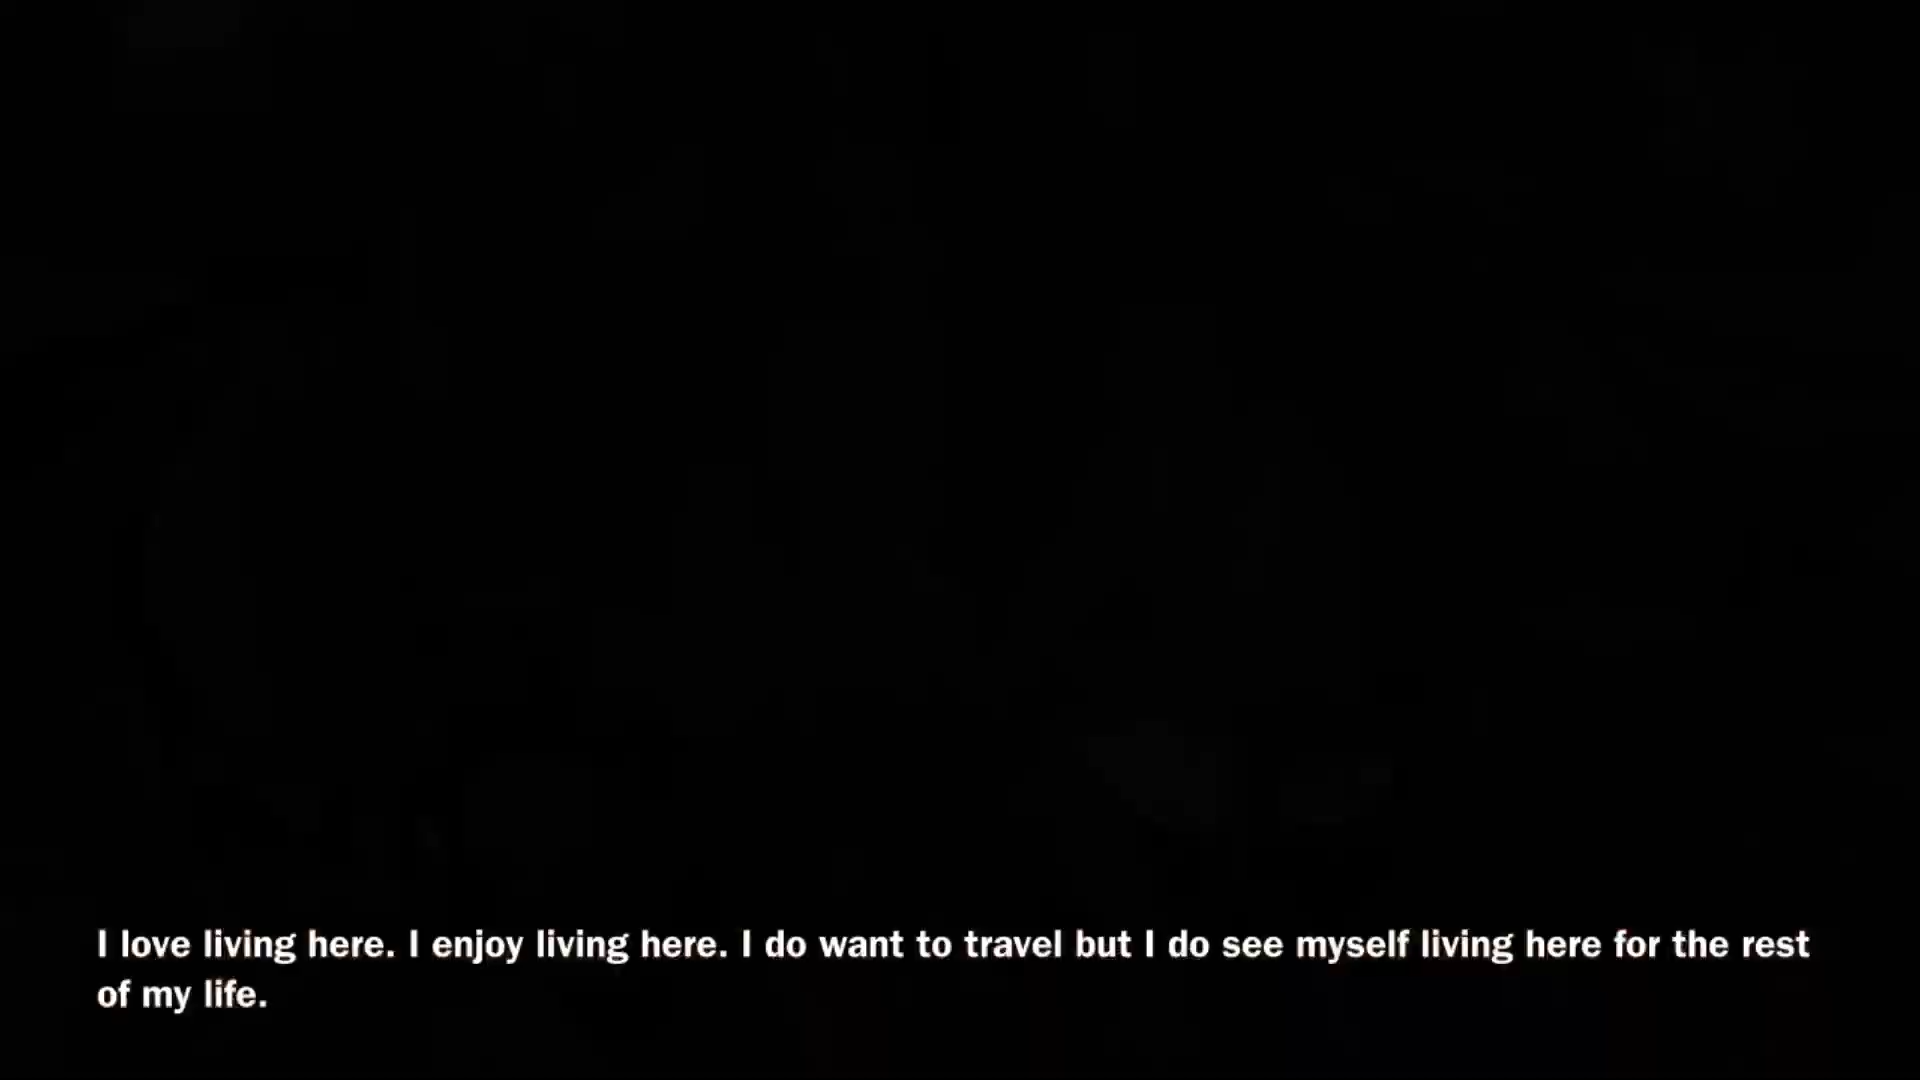 I love living here. I enjoy living here. I do want to travel but I do see myself living here for the rest
of my life.